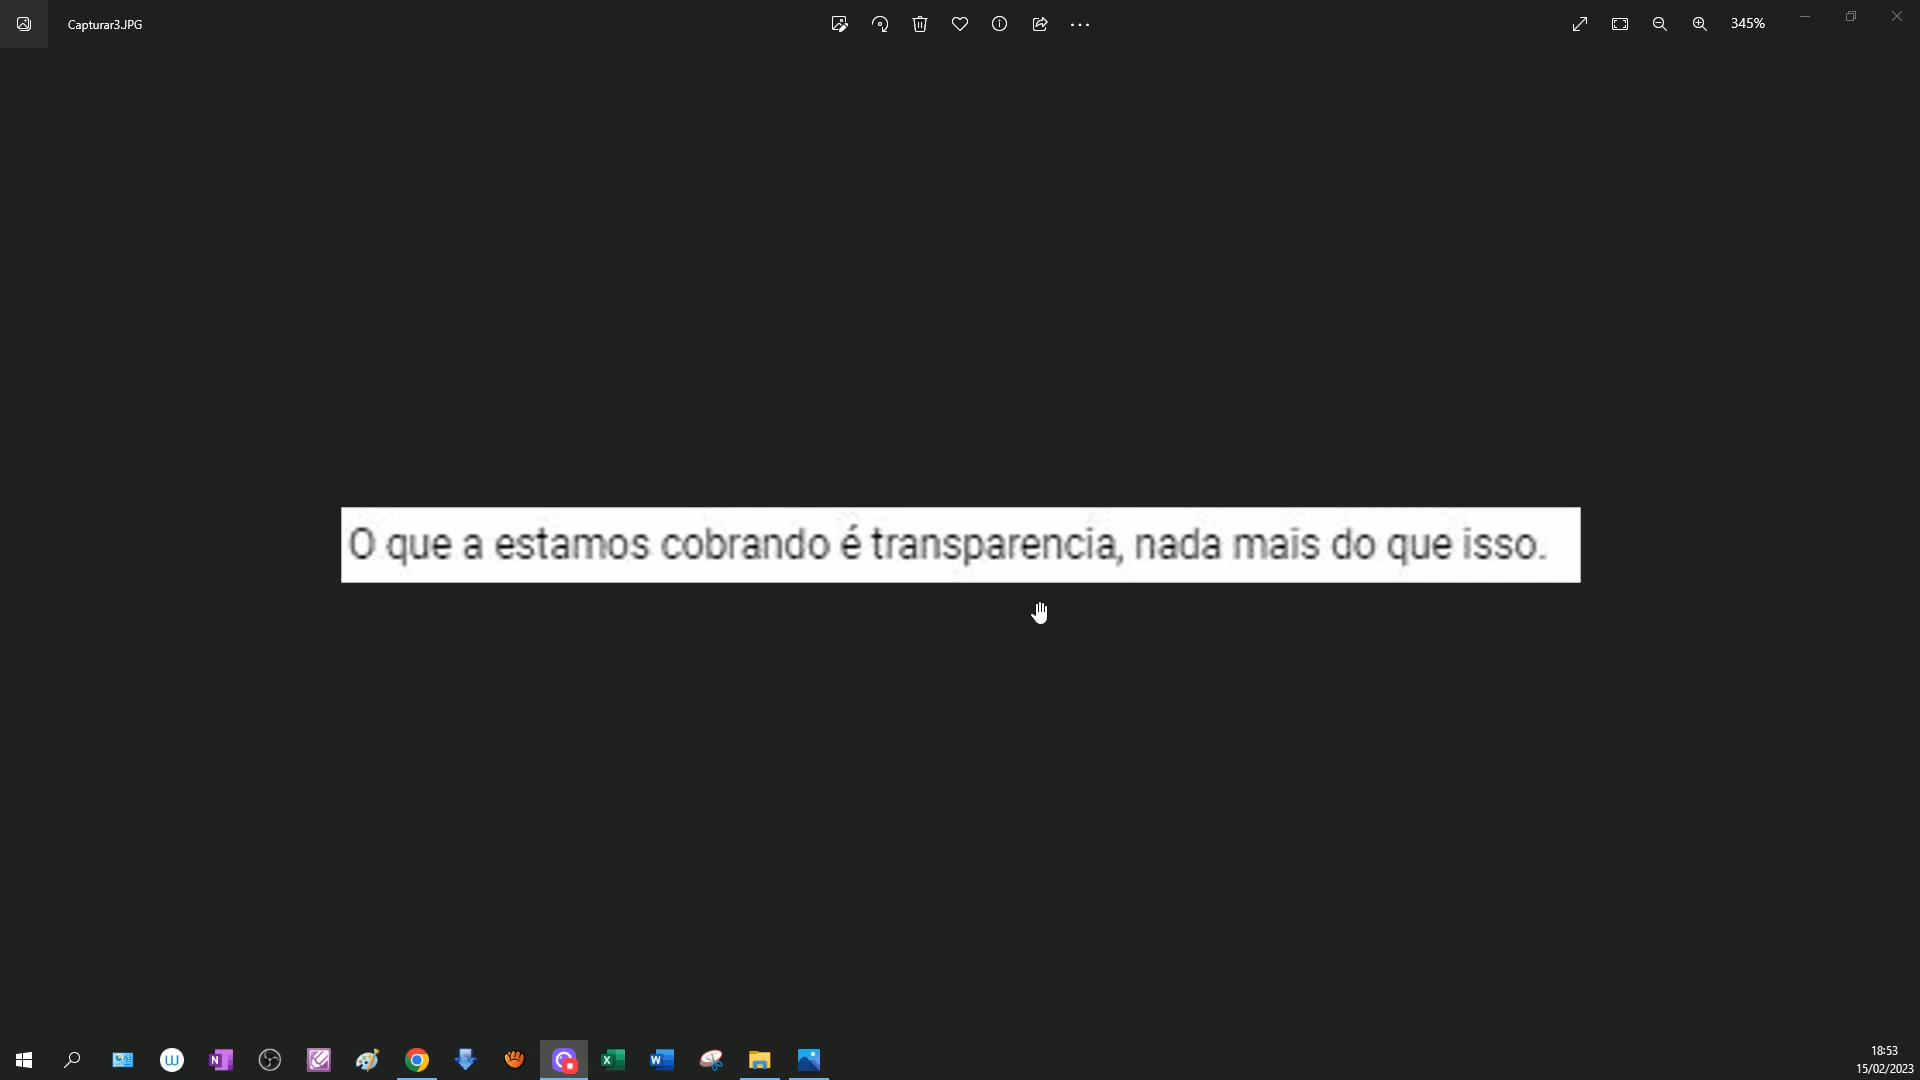 Capturar3.JPG
345%
O que a estamos cobrando é transparencia, nada mais do que isso.
18:53
15/02/2023